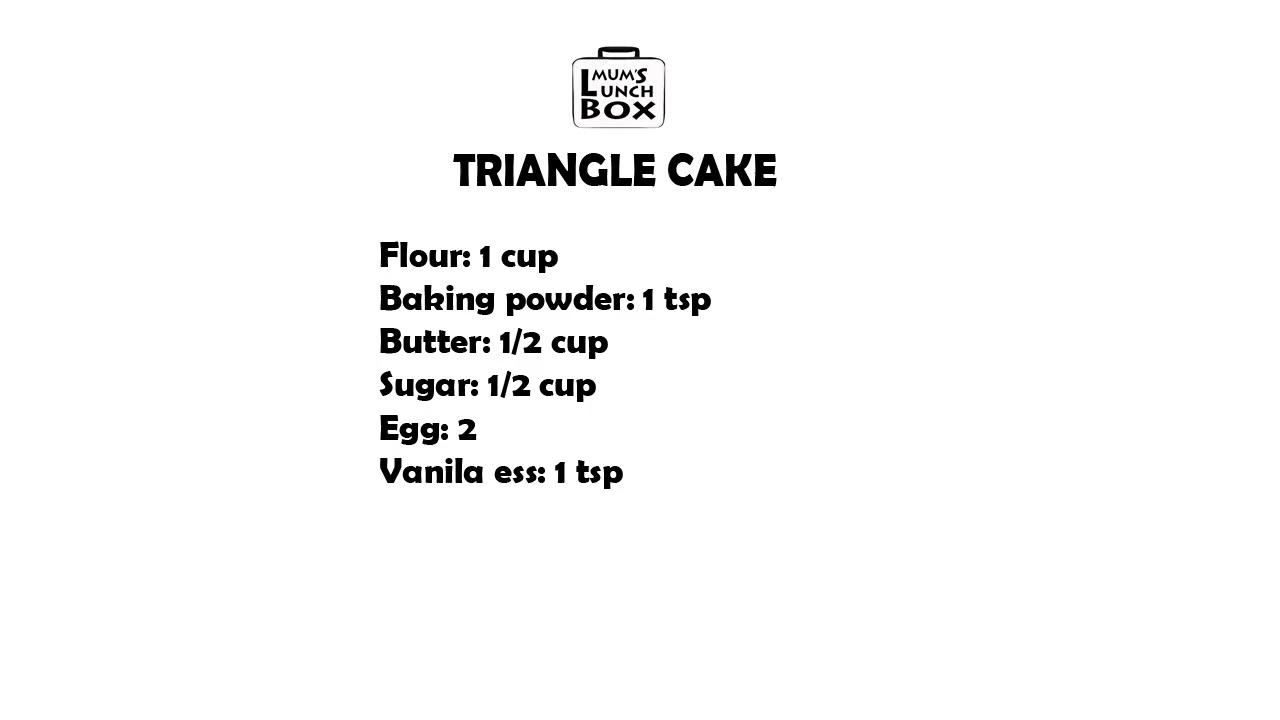 MUM'S
LUNCH
BOX
TRIANGLE CAKE
Flour: 1 cup
Baking powder: 1 tsp
Butter: 1/2 cup
Sugar: 1/2 cup
Egg: 2
Vanila ess: 1 tsp